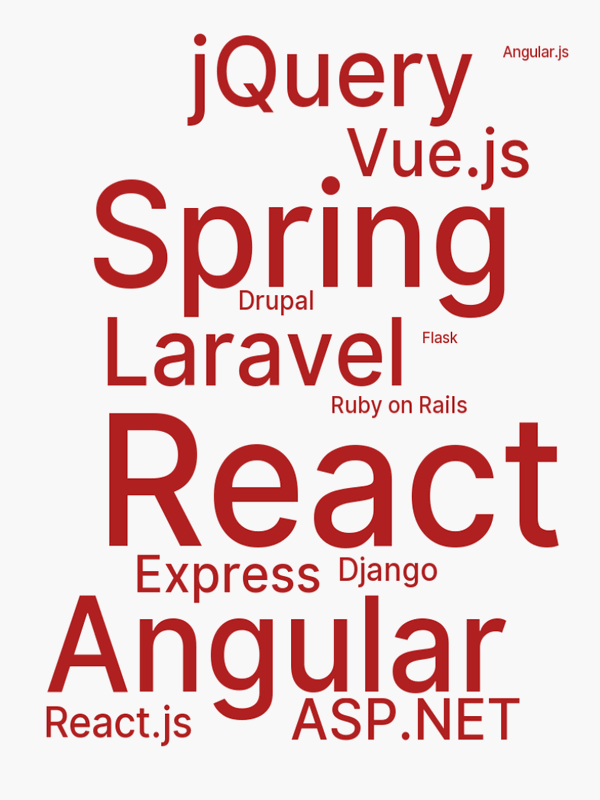 jQuery
Angular.js
Vue.js
Spring
Drupal
Laravel
Flask
Ruby on Rails
React
Express
Django
Angular
React.js
ASP.NET